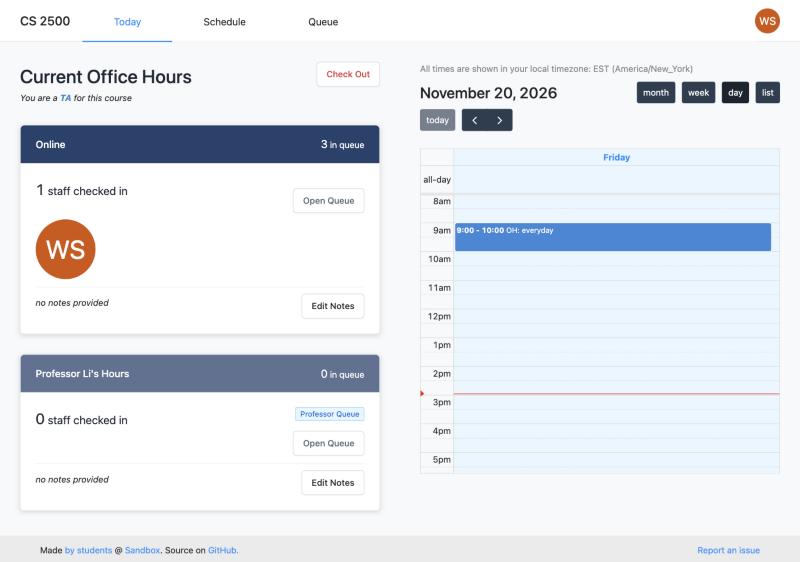 CS 2500
Today
Schedule
Queue
WS
Current Office Hours
Check Out
You are a TA for this course
Online
3 in queue
1 staff checked in
Open Queue
WS
no notes provided
Edit Notes
Professor Li's Hours
0 in queue
0 staff checked in
Professor Queue
Open Queue
no notes provided
Edit Notes
All times are shown in your local timezone: EST (America/New_York)
November 20, 2026
month
week
day
list
today
Friday
all-day
8am
9am
9:00 - 10:00 OH: everyday
10am
11am
12pm
1pm
2pm
3pm
4pm
5pm
Made by students @ Sandbox. Source on GitHub.
Report an issue